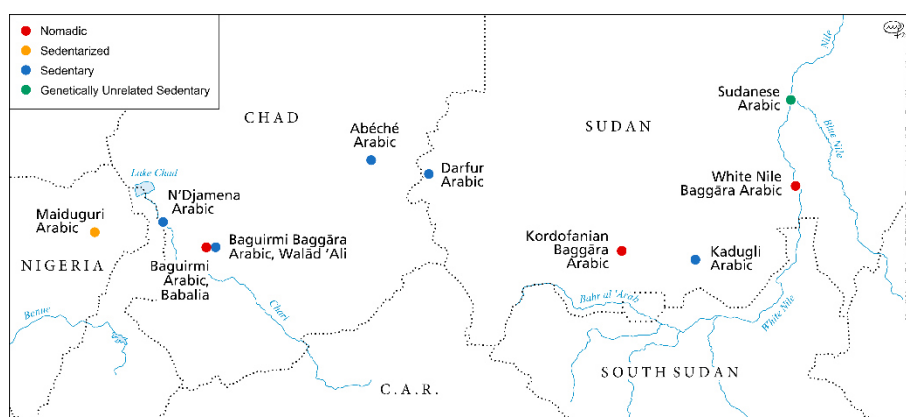 Nomadic
Sedentarized
Sedentary
Genetically Unrelated Sedentary
Nile
CHAD
SUDAN
Sudanese
Arabic
Blue Nile
Abéché
Arabic
Darfur
Arabic
Lake Chad
White Nile
Baggāra Arabic
N'Djamena
Arabic
Maiduguri
Arabic
Baguirmi Baggāra
Arabic, Walād ʻAli
Kordofanian
Baggāra
Arabic
Kadugli
Arabic
NIGERIA
Baguirmi
Arabic,
Babalia
Chari
Bahr al ʻArab
White Nile
Benue
SOUTH SUDAN
C.A.R.